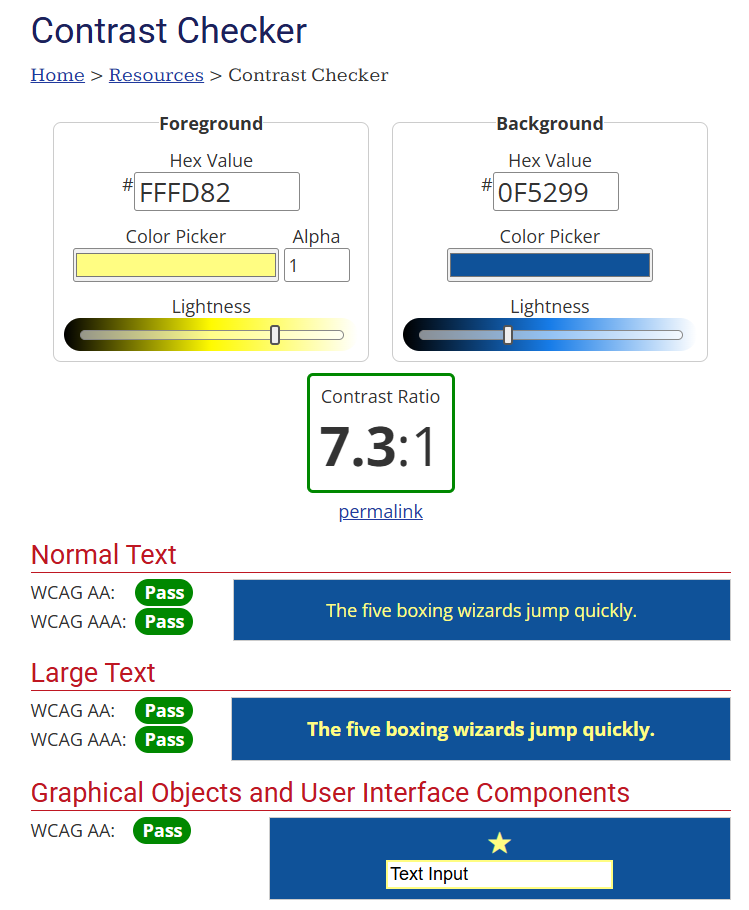 Contrast Checker
Home > Resources > Contrast Checker
Foreground
Hex Value
# FFFD82
Color Picker Alpha
1
Lightness
Background
Hex Value
# 0F5299
Color Picker
Lightness
Contrast Ratio
7.3:1
permalink
Normal Text
WCAG AA: Pass
WCAG AAA: Pass
The five boxing wizards jump quickly.
Large Text
WCAG AA: Pass
WCAG AAA: Pass
The five boxing wizards jump quickly.
Graphical Objects and User Interface Components
WCAG AA: Pass
Text Input